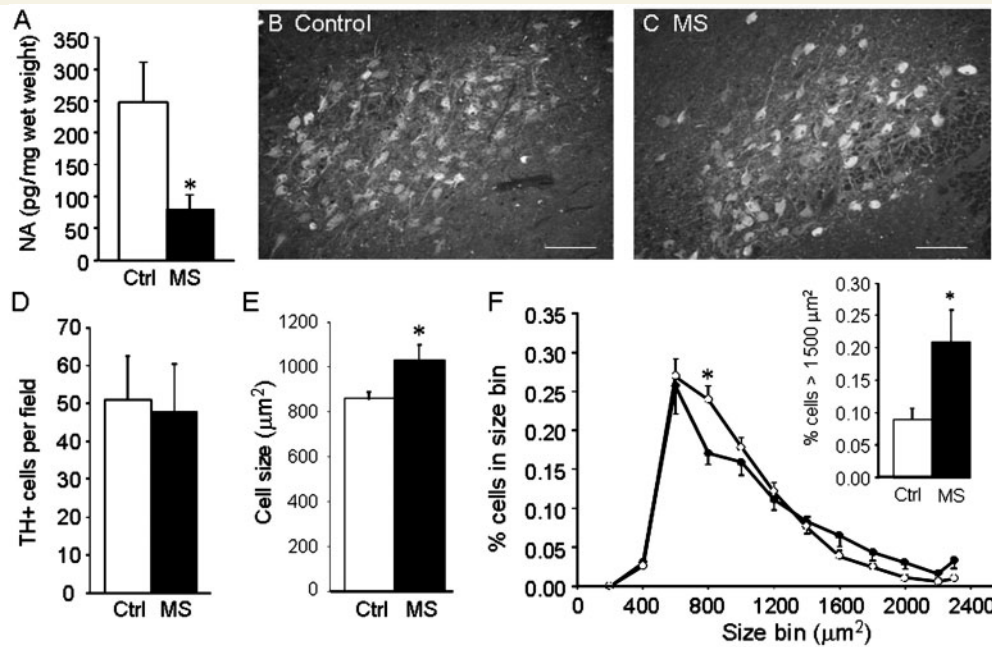 A
NA (pg/mg wet weight)
350
300
250
200
150
100
50
0
*
Ctrl MS
B Control
C MS
D
TH+ cells per field
70
60
50
40
30
20
10
0
Ctrl MS
E
Cell size (μm²)
1200
1000
800
600
400
200
0
*
Ctrl MS
F
% cells in size bin
0.35
0.30
0.25
0.20
0.15
0.10
0.05
0
*
0 400 800 1200 1600 2000 2400
Size bin (μm²)
% cells > 1500 μm²
0.30
0.25
0.20
0.15
0.10
0.05
0.00
*
Ctrl MS